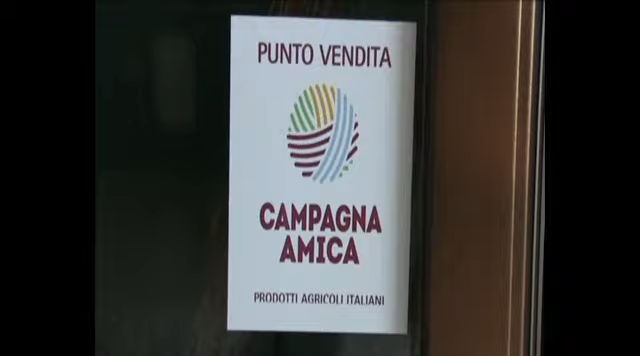 PUNTO VENDITA
CAMPAGNA
AMICA
PRODOTTI AGRICOLI ITALIANI